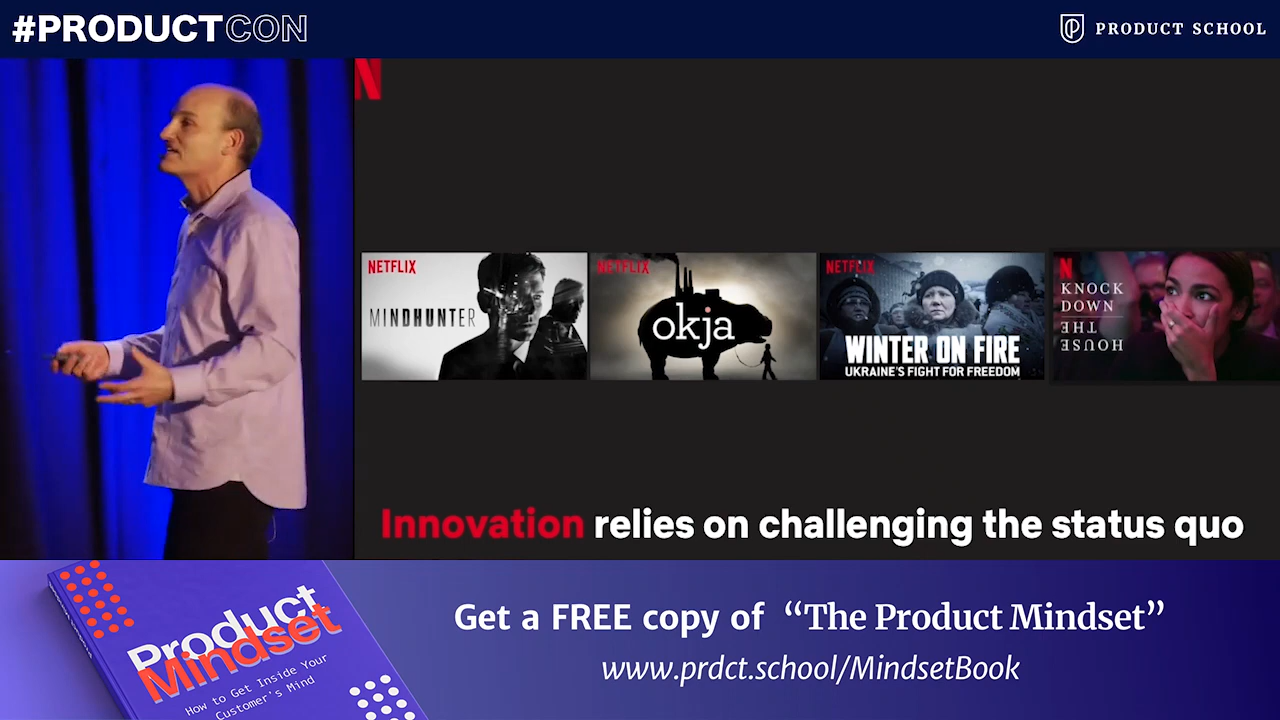 #PRODUCTCON
PRODUCT SCHOOL
N
NETFLIX
MINDHUNTER
NETFLIX
okja
NETFLIX
WINTER ON FIRE
UKRAINE'S FIGHT FOR FREEDOM
N
KNOCK
DOWN
THE
HOUSE
Innovation relies on challenging the status quo
Product
Mindset
How to Get Inside Your
Customer's Mind
Get a FREE copy of “The Product Mindset”
www.prdct.school/MindsetBook